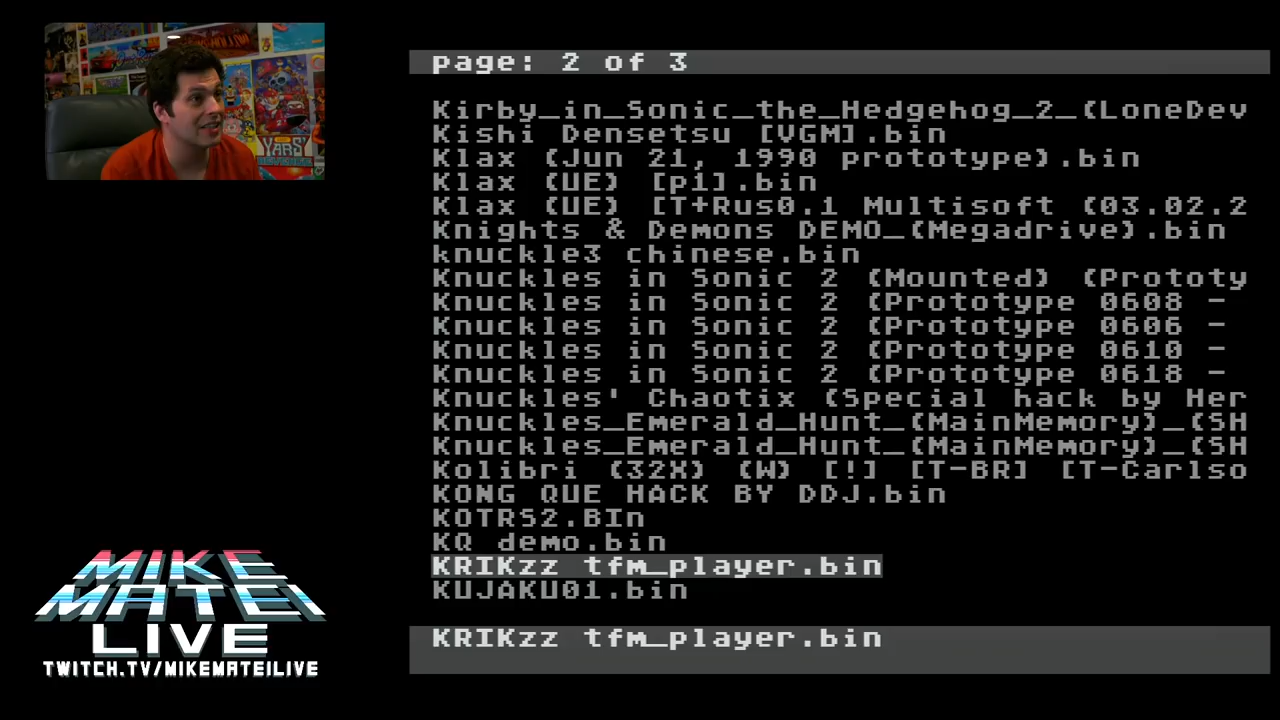 page: 2 of 3
Kirby_in_Sonic_the_Hedgehog_2_(LoneDev
Kishi Densetsu [VGM].bin
Klax (Jun 21, 1990 prototype).bin
Klax (UE) [p1].bin
Klax (UE) [T+Rus0.1 Multisoft (03.02.2
Knights & Demons DEMO_(Megadrive).bin
knuckle3 chinese.bin
Knuckles in Sonic 2 (Mounted) (Prototy
Knuckles in Sonic 2 (Prototype 0608 -
Knuckles in Sonic 2 (Prototype 0606 -
Knuckles in Sonic 2 (Prototype 0610 -
Knuckles in Sonic 2 (Prototype 0618 -
Knuckles' Chaotix (Special hack by Her
Knuckles_Emerald_Hunt_(MainMemory)_(SH
Knuckles_Emerald_Hunt_(MainMemory)_(SH
Kolibri (32X) (W) [!] [T-BR] [T-Carlso
KONG QUE HACK BY DDJ.bin
KOTRS2.BIn
KQ demo.bin
KRIKzz tfm_player.bin
KUJAKU01.bin
KRIKzz tfm_player.bin
YARS'
REVENGE
MIKE
MATEI
LIVE
TWITCH.TV/MIKEMATEILIVE